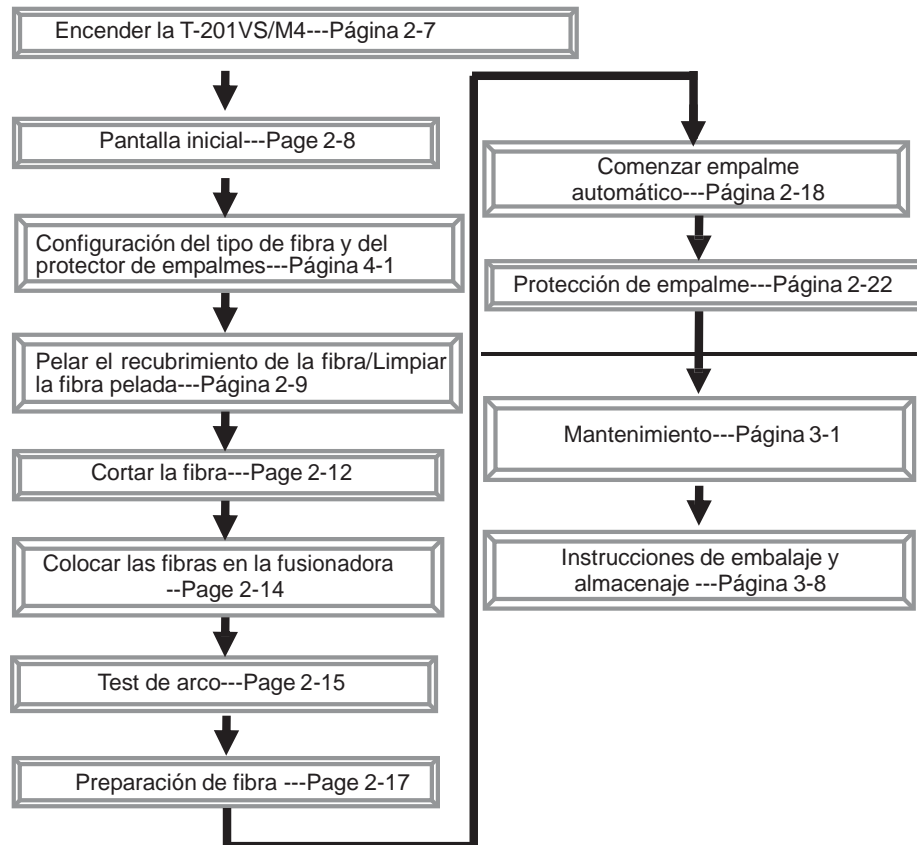 Encender la T-201VS/M4---Página 2-7
Pantalla inicial---Page 2-8
Configuración del tipo de fibra y del
protector de empalmes---Página 4-1
Pelar el recubrimiento de la fibra/Limpiar
la fibra pelada---Página 2-9
Cortar la fibra---Page 2-12
Colocar las fibras en la fusionadora
--Page 2-14
Test de arco---Page 2-15
Preparación de fibra ---Page 2-17
Comenzar empalme
automático---Página 2-18
Protección de empalme---Página 2-22
Mantenimiento---Página 3-1
Instrucciones de embalaje y
almacenaje ---Página 3-8